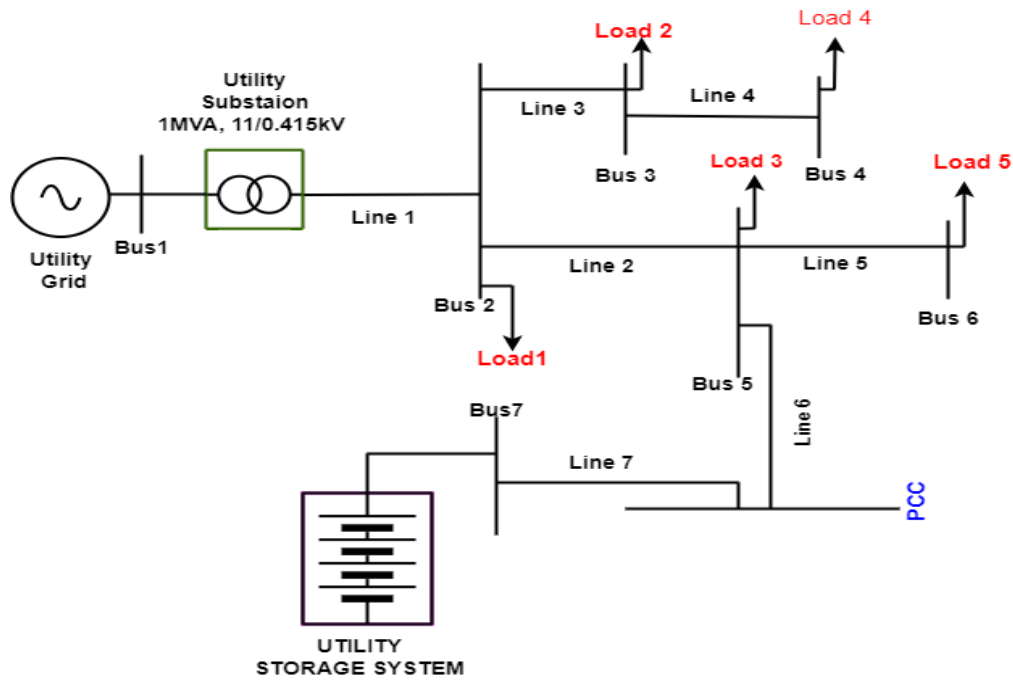 Load 2
Load 4
Utility
Substaion
1MVA, 11/0.415kV
Line 3
Line 4
Bus 3
Load 3
Bus 4
Load 5
Bus1
Line 1
Utility
Grid
Line 2
Line 5
Bus 2
Bus 6
Load1
Bus 5
Bus7
Line 6
Line 7
PCC
UTILITY
STORAGE SYSTEM